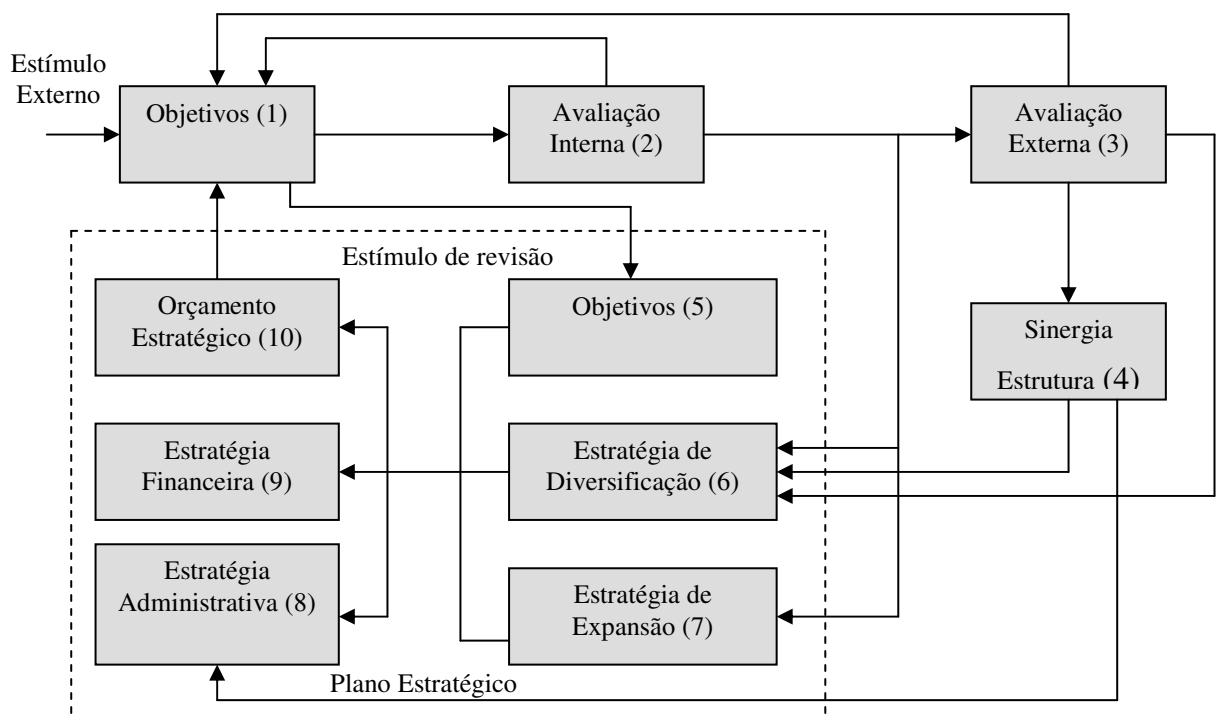 Estímulo
Externo
Objetivos (1)
Avaliação
Interna (2)
Avaliação
Externa (3)
Estímulo de revisão
Orçamento
Estratégico (10)
Objetivos (5)
Sinergia
Estrutura (4)
Estratégia
Financeira (9)
Estratégia de
Diversificação (6)
Estratégia
Administrativa (8)
Estratégia de
Expansão (7)
Plano Estratégico